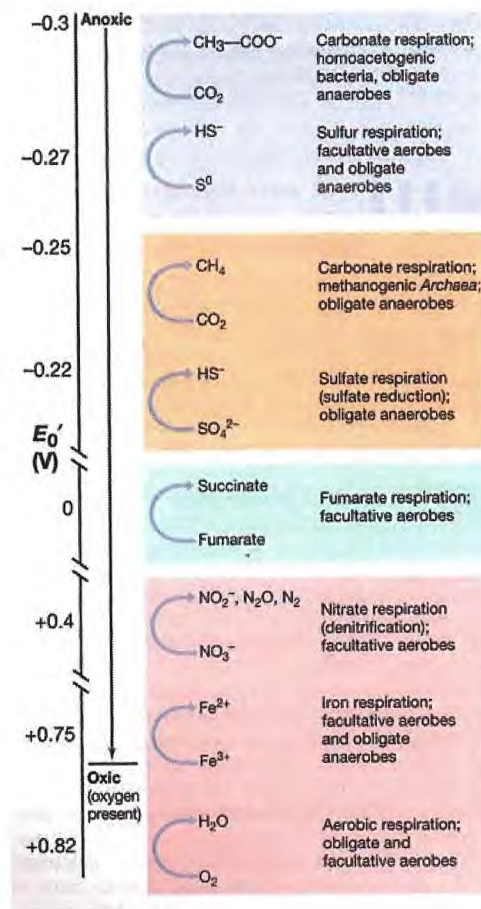 −0.3
Anoxic
CH₃—COO⁻
CO₂
Carbonate respiration;
homoacetogenic
bacteria, obligate
anaerobes
−0.27
HS⁻
S⁰
Sulfur respiration;
facultative aerobes
and obligate
anaerobes
−0.25
CH₄
CO₂
Carbonate respiration;
methanogenic Archaea;
obligate anaerobes
−0.22
HS⁻
SO₄²⁻
Sulfate respiration
(sulfate reduction);
obligate anaerobes
E₀′
(V)
0
Succinate
Fumarate
Fumarate respiration;
facultative aerobes
+0.4
NO₂⁻, N₂O, N₂
NO₃⁻
Nitrate respiration
(denitrification);
facultative aerobes
+0.75
Fe²⁺
Fe³⁺
Iron respiration;
facultative aerobes
and obligate
anaerobes
Oxic
(oxygen
present)
+0.82
H₂O
O₂
Aerobic respiration;
obligate and
facultative aerobes